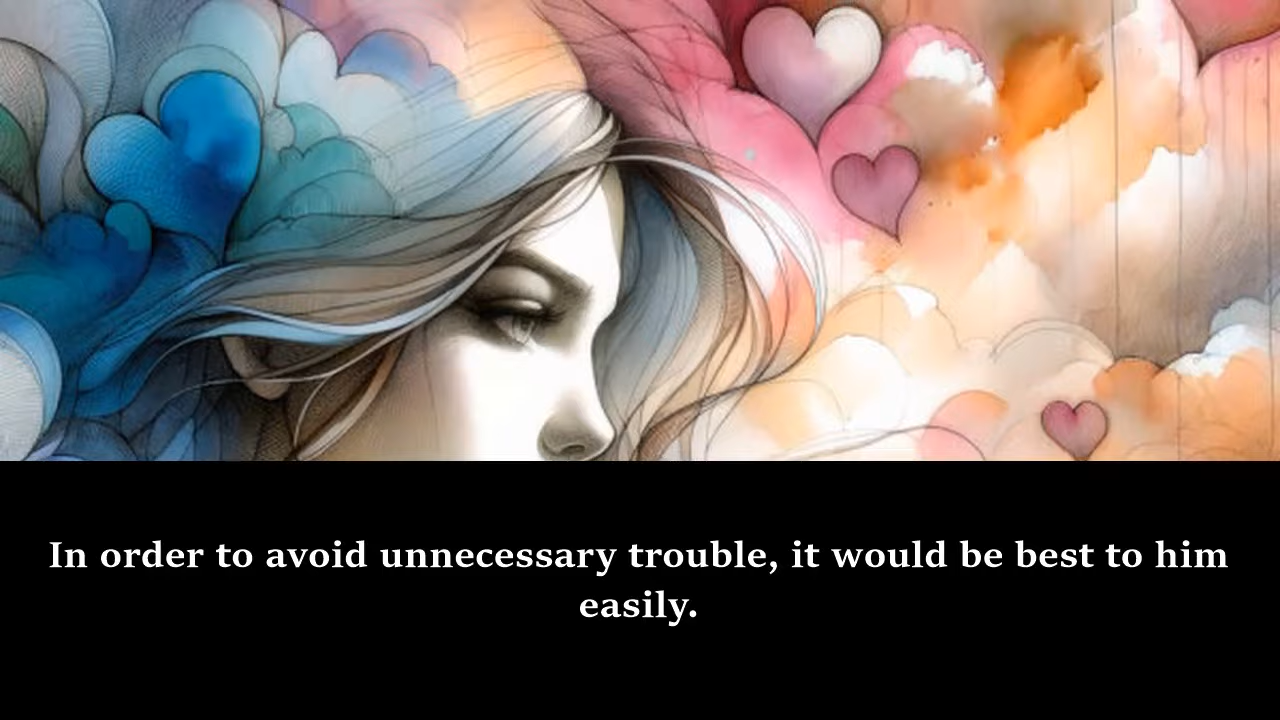 In order to avoid unnecessary trouble, it would be best to him
easily.